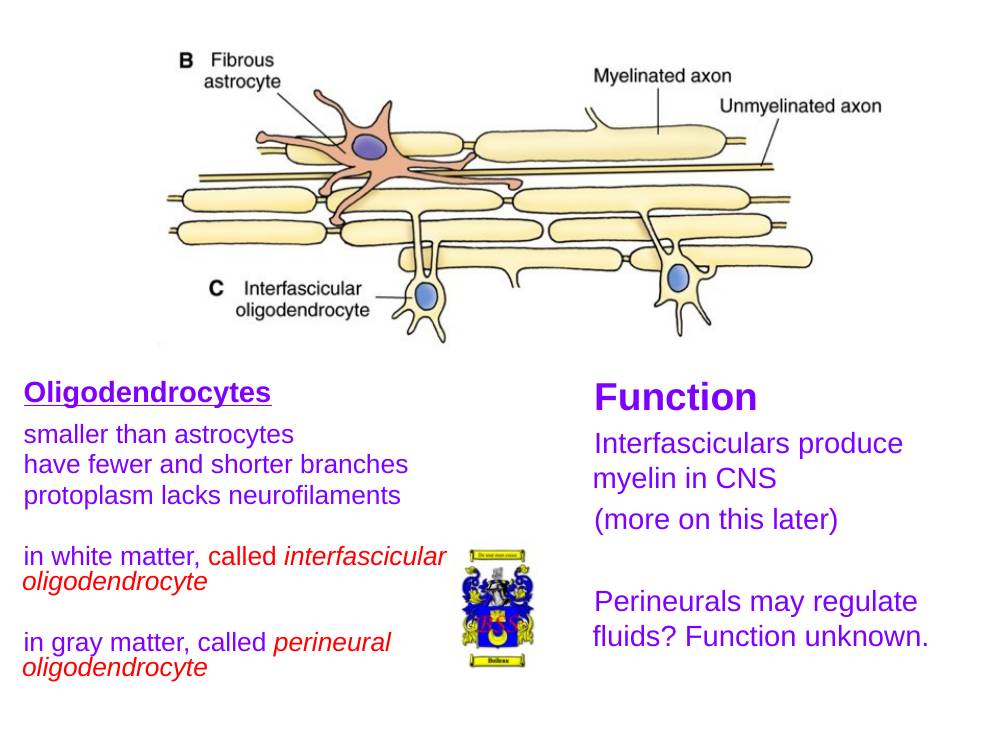 B Fibrous
astrocyte
Myelinated axon
Unmyelinated axon
C Interfascicular
oligodendrocyte
Oligodendrocytes
smaller than astrocytes
have fewer and shorter branches
protoplasm lacks neurofilaments
in white matter, called interfascicular
oligodendrocyte
in gray matter, called perineural
oligodendrocyte
Function
Interfasciculars produce
myelin in CNS
(more on this later)
Perineurals may regulate
fluids? Function unknown.